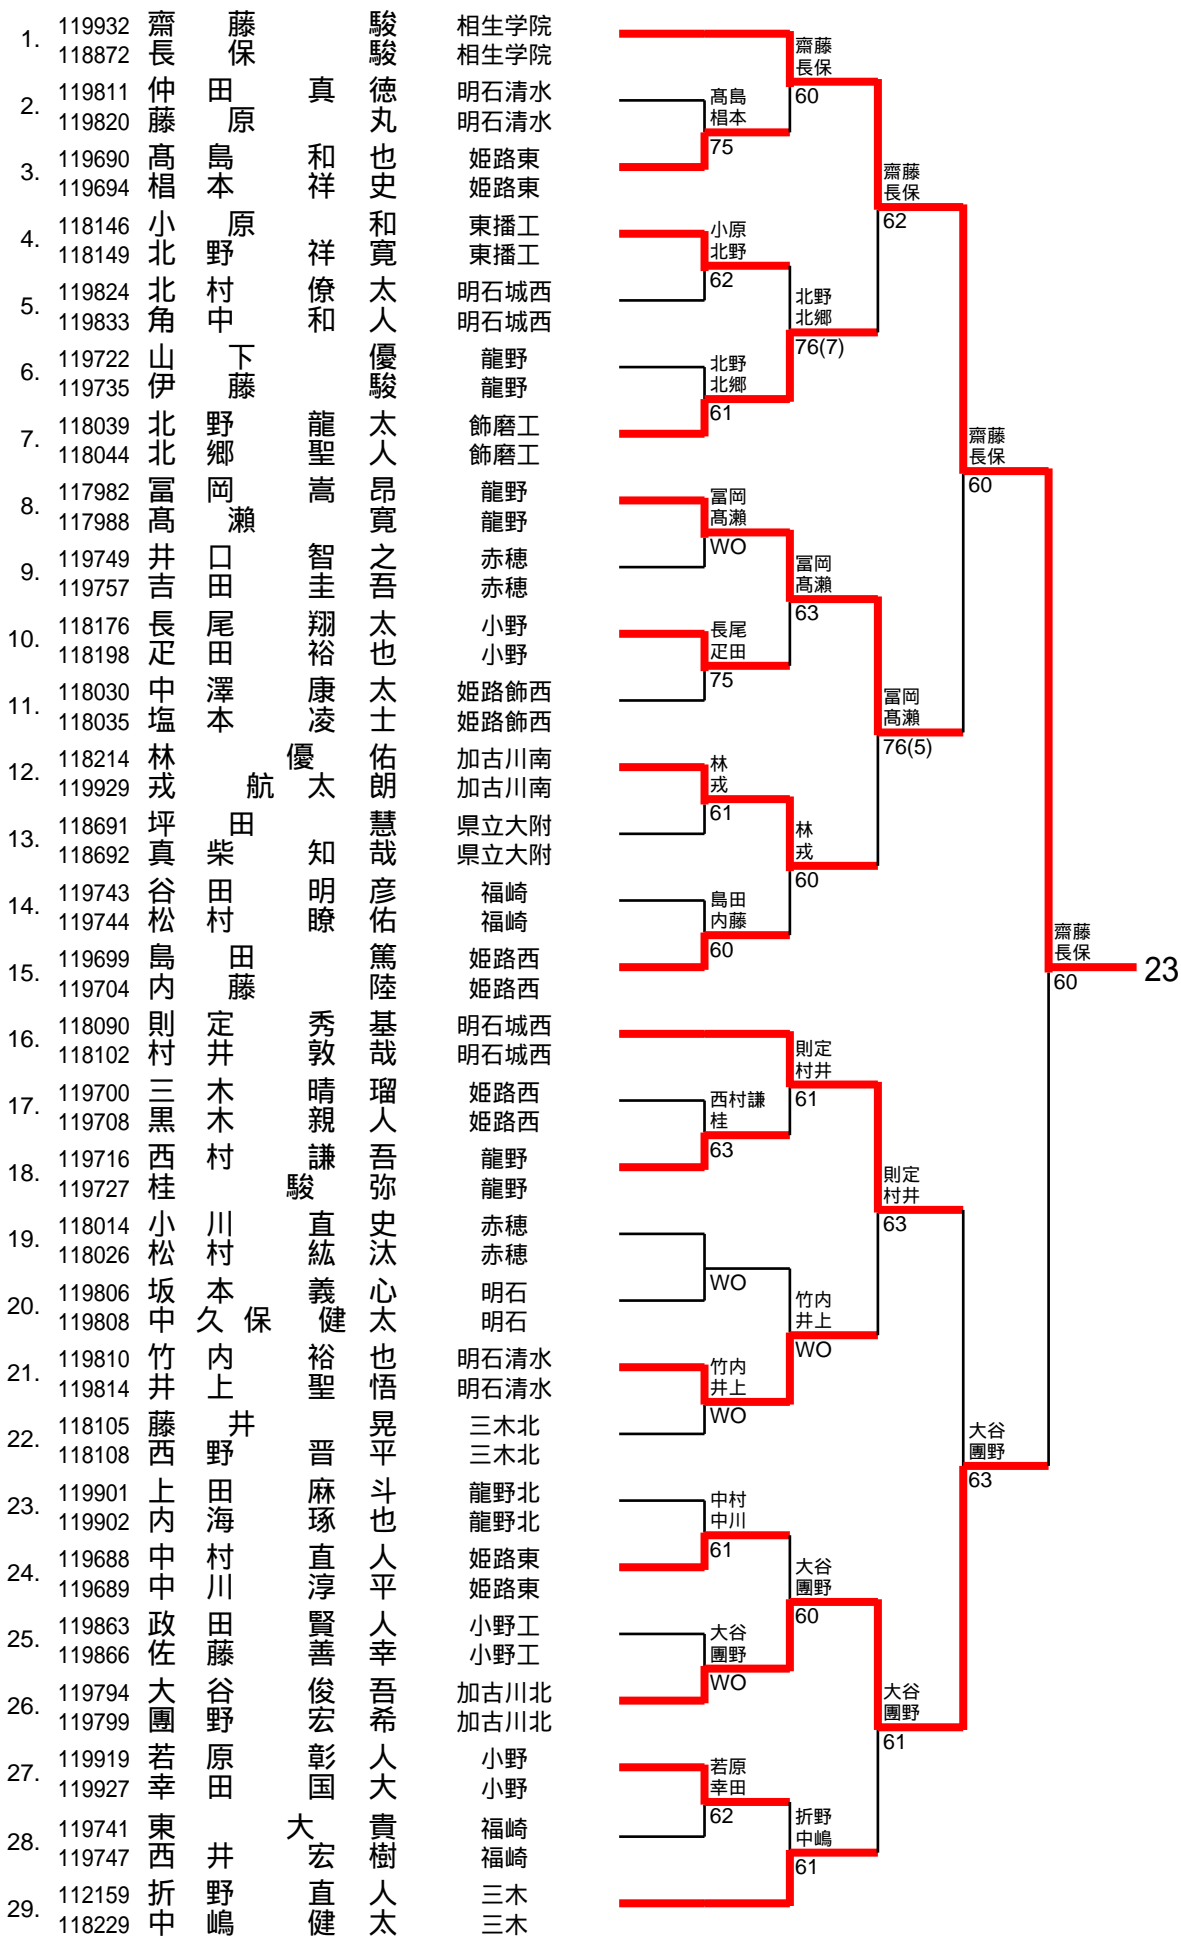 1. 119932 齋藤 駿 相生学院
118872 長保 駿 相生学院
2. 119811 仲田 真徳 明石清水
119820 藤原 丸 明石清水
3. 119690 髙島 和也 姫路東
119694 椙本 祥史 姫路東
4. 118146 小原 和 東播工
118149 北野 祥寛 東播工
5. 119824 北村 僚太 明石城西
119833 角中 和人 明石城西
6. 119722 山下 優 龍野
119735 伊藤 駿 龍野
7. 118039 北野 龍太 飾磨工
118044 北郷 聖人 飾磨工
8. 117982 冨岡 嵩昂 龍野
117988 髙瀨 寛 龍野
9. 119749 井口 智之 赤穂
119757 吉田 圭吾 赤穂
10. 118176 長尾 翔太 小野
118198 疋田 裕也 小野
11. 118030 中澤 康太 姫路飾西
118035 塩本 凌士 姫路飾西
12. 118214 林 優佑 加古川南
119929 戎 航太朗 加古川南
13. 118691 坪田 慧 県立大附
118692 真柴 知哉 県立大附
14. 119743 谷田 明彦 福崎
119744 松村 瞭佑 福崎
15. 119699 島田 篤 姫路西
119704 内藤 陸 姫路西
16. 118090 則定 秀基 明石城西
118102 村井 敦哉 明石城西
17. 119700 三木 晴瑠 姫路西
119708 黒木 親人 姫路西
18. 119716 西村 謙吾 龍野
119727 桂 駿弥 龍野
19. 118014 小川 直史 赤穂
118026 松村 紘汰 赤穂
20. 119806 坂本 義心 明石
119808 中久保 健太 明石
21. 119810 竹内 裕也 明石清水
119814 井上 聖悟 明石清水
22. 118105 藤井 晃 三木北
118108 西野 晋平 三木北
23. 119901 上田 麻斗 龍野北
119902 内海 琢也 龍野北
24. 119688 中村 直人 姫路東
119689 中川 淳平 姫路東
25. 119863 政田 賢人 小野工
119866 佐藤 善幸 小野工
26. 119794 大谷 俊吾 加古川北
119799 團野 宏希 加古川北
27. 119919 若原 彰人 小野
119927 幸田 国大 小野
28. 119741 東 大貴 福崎
119747 西井 宏樹 福崎
29. 112159 折野 直人 三木
118229 中嶋 健太 三木
髙島
椙本
75
小原
北野
62
北野
北郷
61
冨岡
髙瀨
WO
長尾
疋田
75
林
戎
61
島田
内藤
60
西村謙
桂
63
WO
竹内
井上
WO
中村
中川
61
大谷
團野
WO
若原
幸田
62
齋藤
長保
60
北野
北郷
76(7)
冨岡
髙瀨
63
林
戎
60
則定
村井
61
竹内
井上
WO
大谷
團野
60
折野
中嶋
61
齋藤
長保
62
冨岡
髙瀨
76(5)
則定
村井
63
大谷
團野
61
齋藤
長保
60
大谷
團野
63
齋藤
長保
60
23